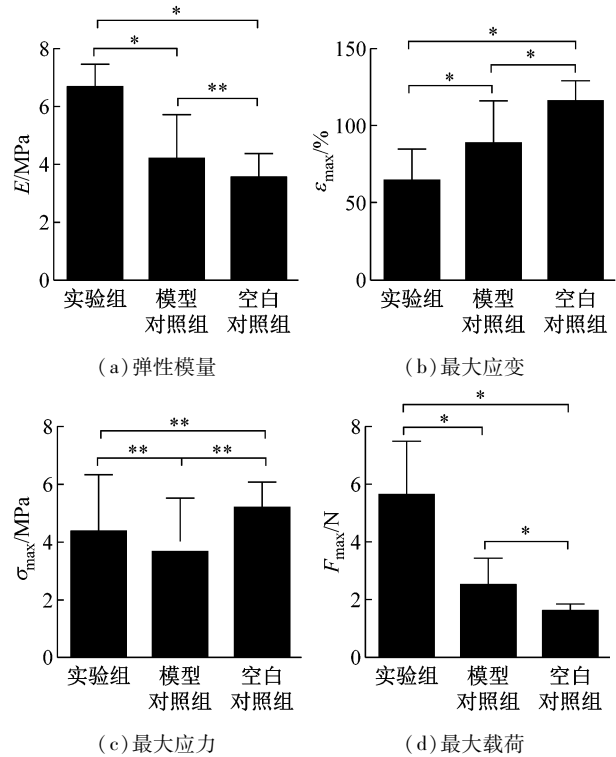 *
*
**
8
6
4
2
0
E/MPa
实验组
模型
对照组
空白
对照组
(a)弹性模量
*
*
*
150
100
50
0
εmax/%
实验组
模型
对照组
空白
对照组
(b)最大应变
**
**
**
8
6
4
2
0
σmax/MPa
实验组
模型
对照组
空白
对照组
(c)最大应力
*
*
*
8
6
4
2
0
Fmax/N
实验组
模型
对照组
空白
对照组
(d)最大载荷